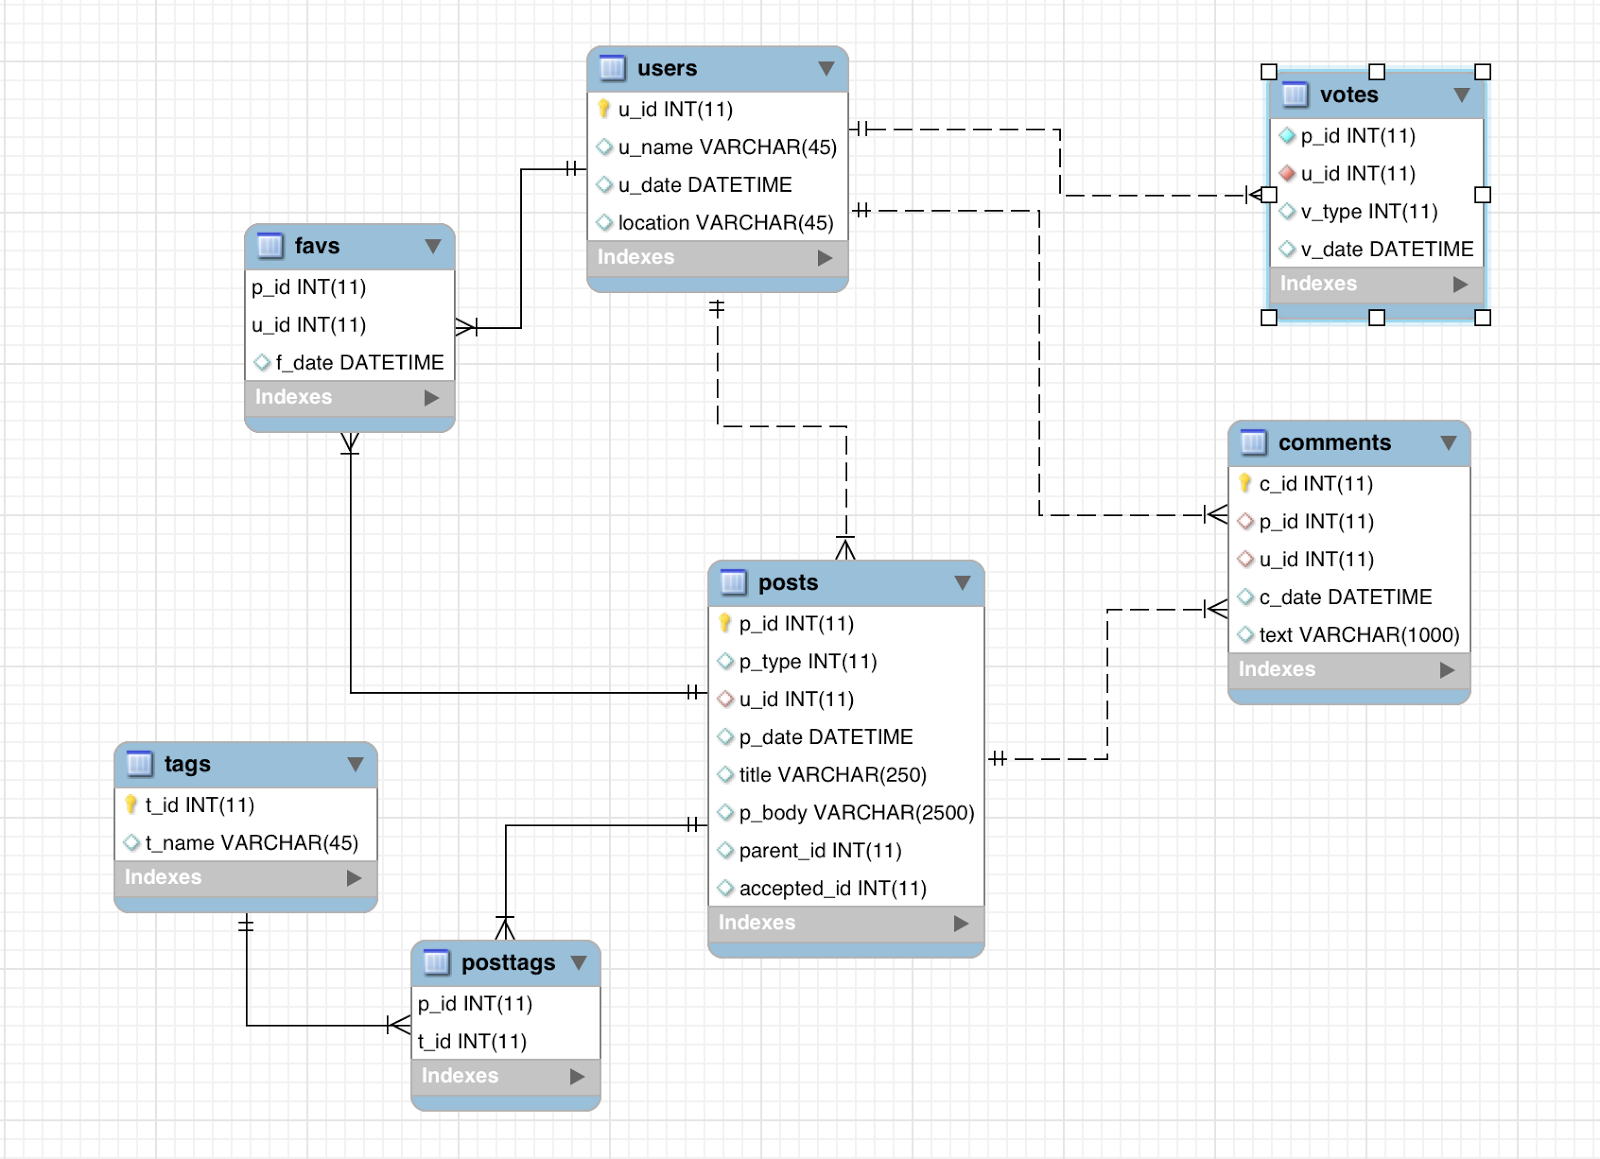 users
u_id INT(11)
u_name VARCHAR(45)
u_date DATETIME
location VARCHAR(45)
Indexes
votes
p_id INT(11)
u_id INT(11)
v_type INT(11)
v_date DATETIME
Indexes
favs
p_id INT(11)
u_id INT(11)
f_date DATETIME
Indexes
comments
c_id INT(11)
p_id INT(11)
u_id INT(11)
c_date DATETIME
text VARCHAR(1000)
Indexes
posts
p_id INT(11)
p_type INT(11)
u_id INT(11)
p_date DATETIME
title VARCHAR(250)
p_body VARCHAR(2500)
parent_id INT(11)
accepted_id INT(11)
Indexes
tags
t_id INT(11)
t_name VARCHAR(45)
Indexes
posttags
p_id INT(11)
t_id INT(11)
Indexes